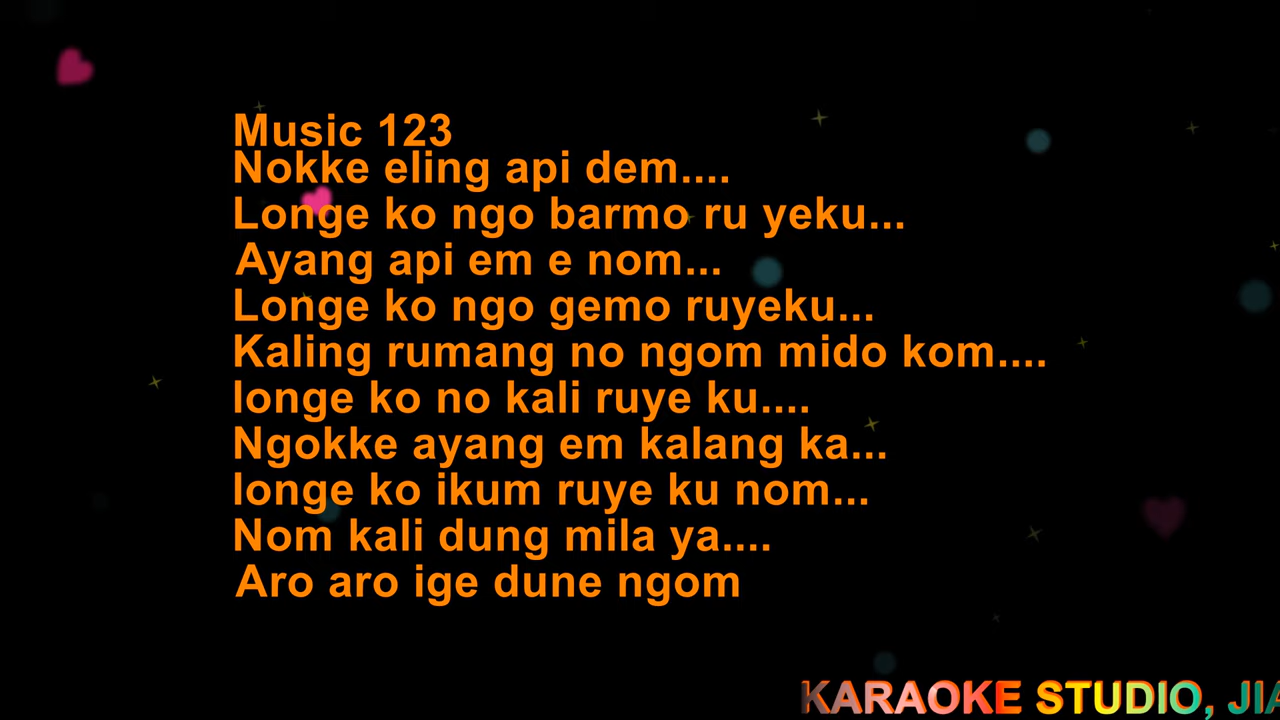 Music 123
Nokke eling api dem....
Longe ko ngo barmo ru yeku...
Ayang api em e nom...
Longe ko ngo gemo ruyeku...
Kaling rumang no ngom mido kom....
longe ko no kali ruye ku....
Ngokke ayang em kalang ka...
longe ko ikum ruye ku nom...
Nom kali dung mila ya....
Aro aro ige dune ngom
KARAOKE STUDIO,